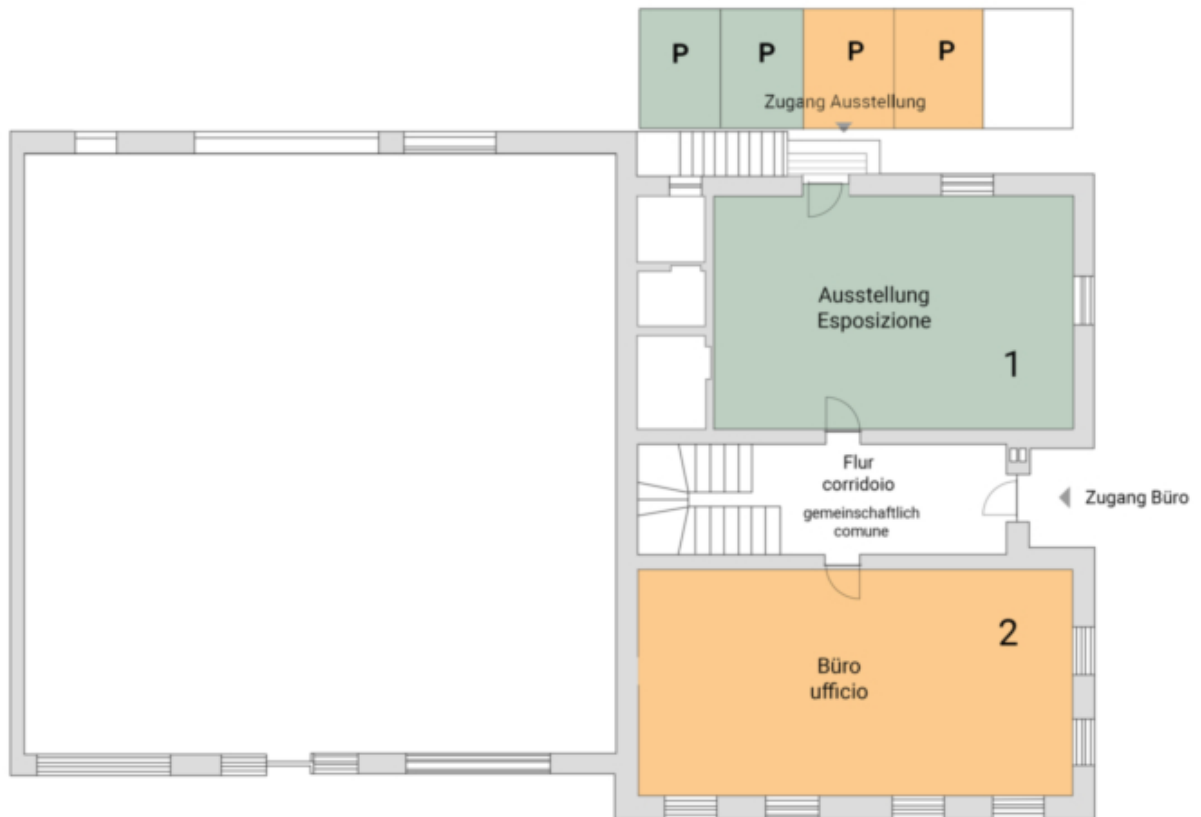 P P P P
Zugang Ausstellung
Ausstellung
Esposizione
1
Flur
corridoio
gemeinschaftlich
comune
Zugang Büro
2
Büro
ufficio